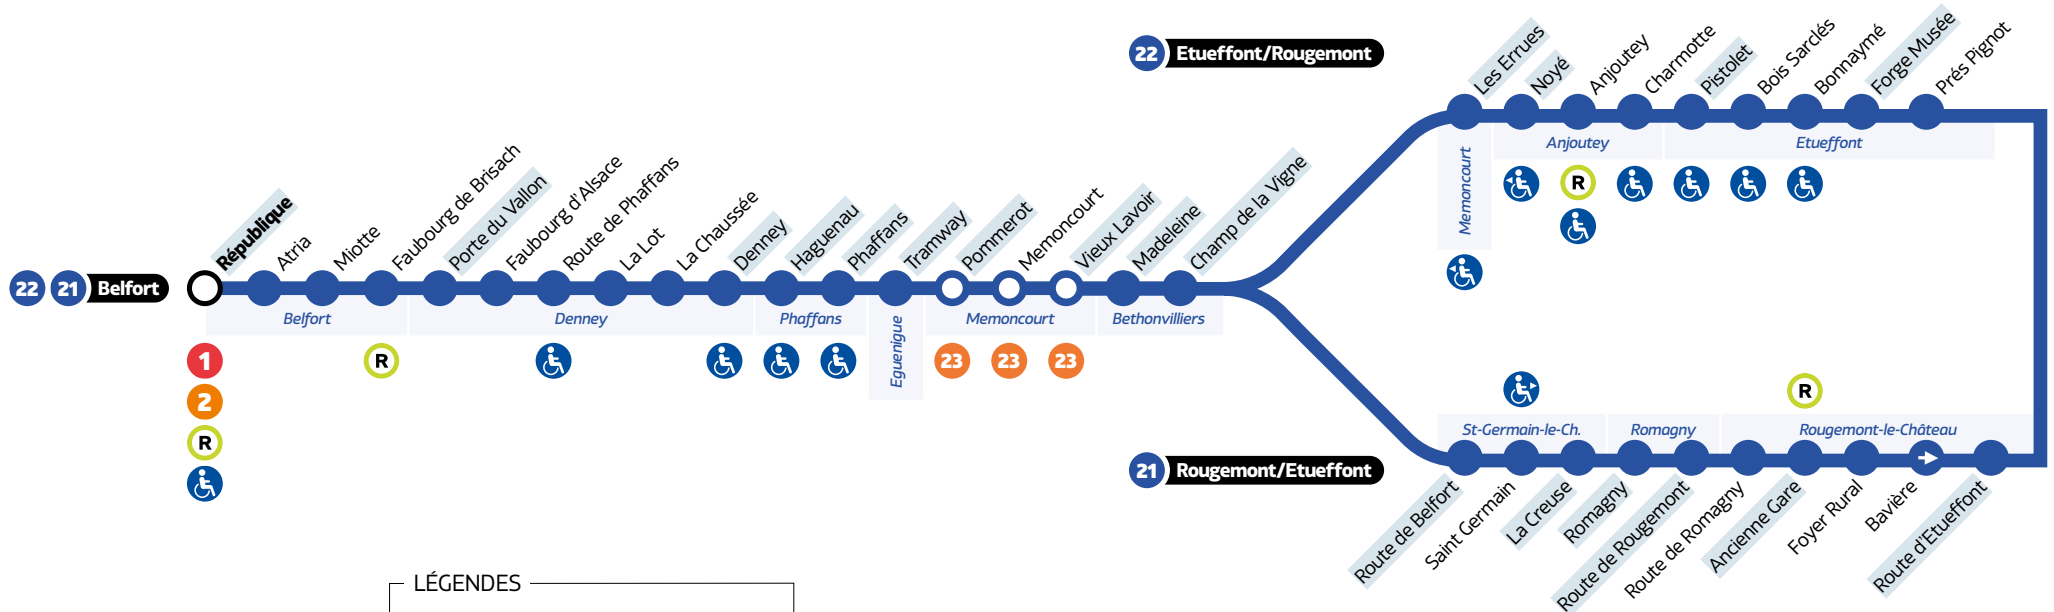 22 Etueffont/Rougemont
Les Errues
Noyé
Anjoutey
Charmotte
Pistolet
Bois Sarclés
Bonnaymé
Forge Musée
Prés Pignot
Memoncourt
Anjoutey
Etueffont
R
22 21 Belfort
République
Atria
Miotte
Faubourg de Brisach
Porte du Vallon
Faubourg d'Alsace
Route de Phaffans
La Lot
La Chaussée
Denney
Haguenau
Phaffans
Tramway
Pommerot
Memoncourt
Vieux Lavoir
Madeleine
Champ de la Vigne
Belfort
Denney
Phaffans
Eguenigue
Memoncourt
Bethonvilliers
1
2
R
R
23
23
23
21 Rougemont/Etueffont
R
St-Germain-le-Ch.
Romagny
Rougemont-le-Château
Route de Belfort
Saint Germain
La Creuse
Romagny
Route de Rougemont
Route de Romagny
Ancienne Gare
Foyer Rural
Bavière
Route d'Etueffont
LÉGENDES